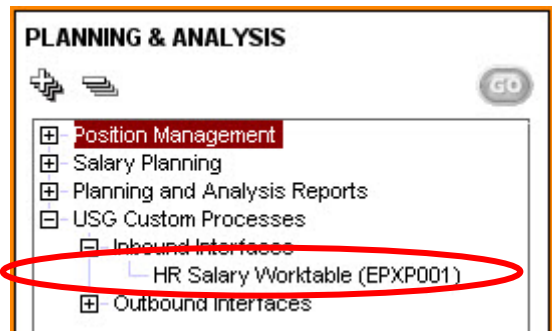 PLANNING & ANALYSIS
GO
Position Management
Salary Planning
Planning and Analysis Reports
USG Custom Processes
Inbound Interfaces
HR Salary Worktable (EPXP001)
Outbound Interfaces